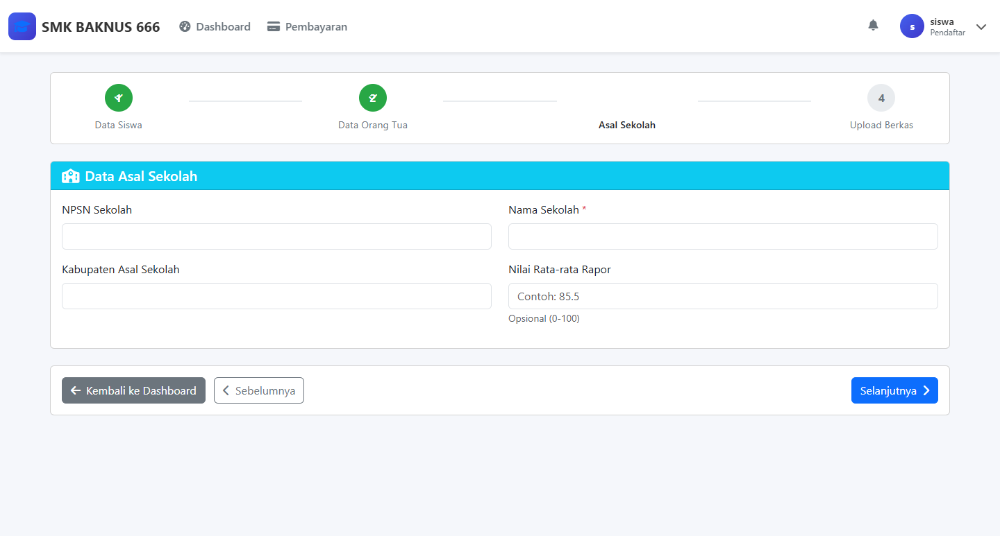 SMK BAKNUS 666
Dashboard
Pembayaran
s
siswa
Pendaftar
1
Data Siswa
2
Data Orang Tua
Asal Sekolah
4
Upload Berkas
Data Asal Sekolah
NPSN Sekolah
Nama Sekolah *
Kabupaten Asal Sekolah
Nilai Rata-rata Rapor
Contoh: 85.5
Opsional (0-100)
Kembali ke Dashboard
Sebelumnya
Selanjutnya